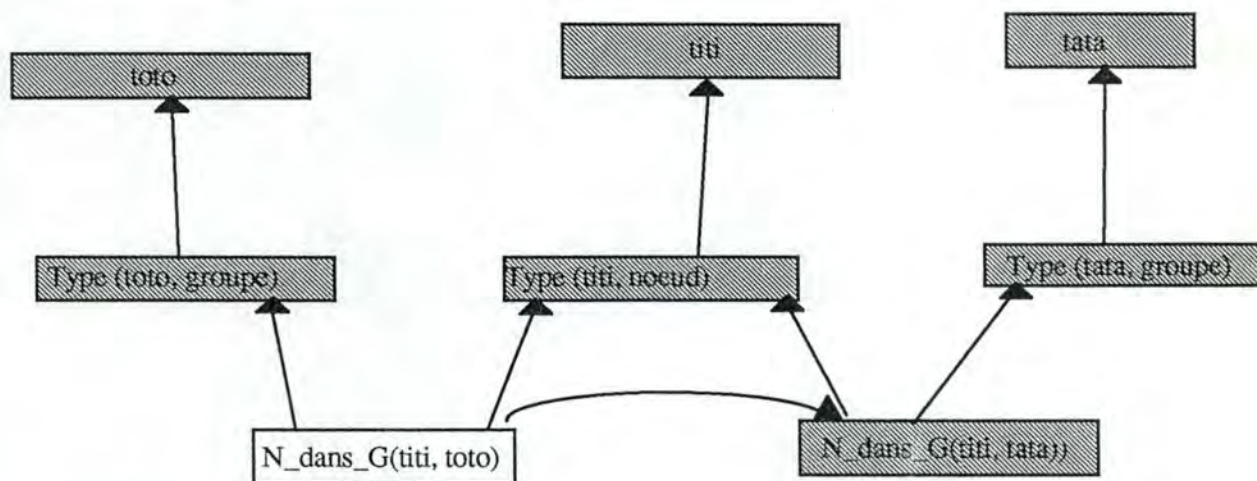 toto
titi
tata
Type (toto, groupe)
Type (titi, noeud)
Type (tata, groupe)
N_dans_G(titi, toto)
N_dans_G(titi, tata))